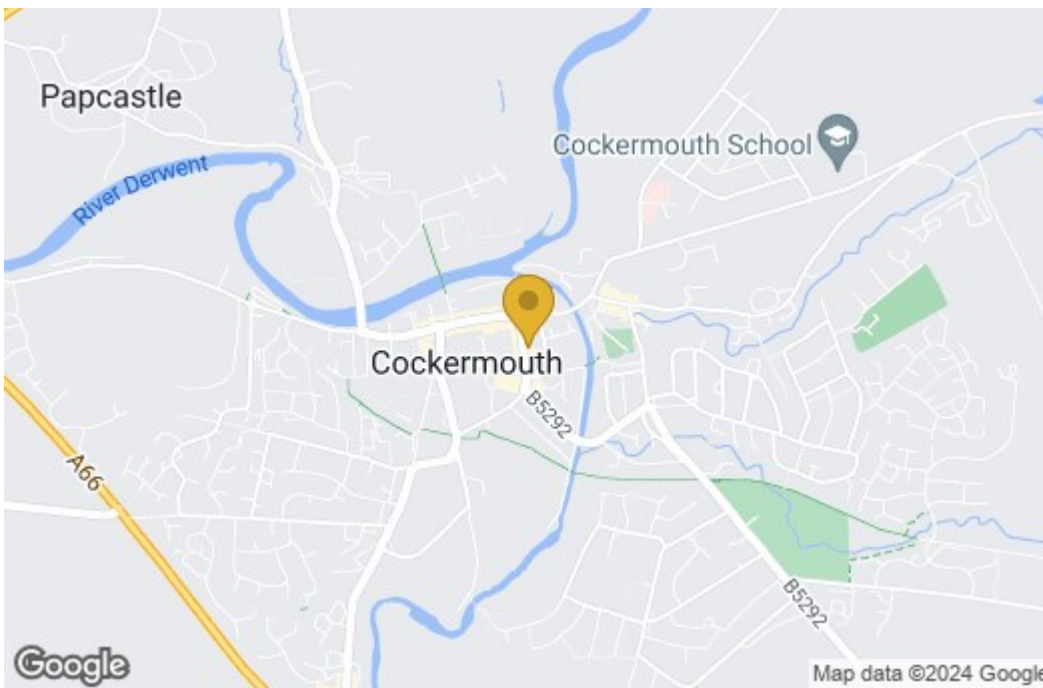 Papcastle
Cockermouth School
River Derwent
Cockermouth
B5292
A66
B5292
Google
Map data ©2024 Google